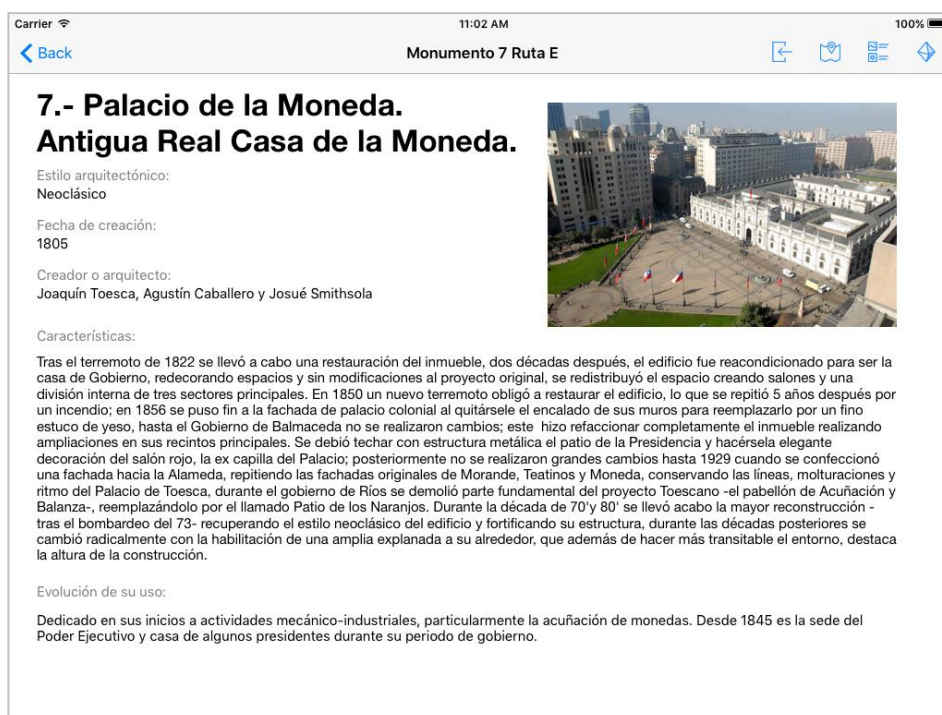 Carrier 11:02 AM 100%
Back Monumento 7 Ruta E
7.- Palacio de la Moneda.
Antigua Real Casa de la Moneda.
Estilo arquitectónico:
Neoclásico
Fecha de creación:
1805
Creador o arquitecto:
Joaquín Toesca, Agustín Caballero y Josué Smithsola
Características:
Tras el terremoto de 1822 se llevó a cabo una restauración del inmueble, dos décadas después, el edificio fue reacondicionado para ser la
casa de Gobierno, redecorando espacios y sin modificaciones al proyecto original, se redistribuyó el espacio creando salones y una
división interna de tres sectores principales. En 1850 un nuevo terremoto obligó a restaurar el edificio, lo que se repitió 5 años después por
un incendio; en 1856 se puso fin a la fachada de palacio colonial al quitársele el encalado de sus muros para reemplazarlo por un fino
estuco de yeso, hasta el Gobierno de Balmaceda no se realizaron cambios; este hizo refaccionar completamente el inmueble realizando
ampliaciones en sus recintos principales. Se debió techar con estructura metálica el patio de la Presidencia y hacérsela elegante
decoración del salón rojo, la ex capilla del Palacio; posteriormente no se realizaron grandes cambios hasta 1929 cuando se confeccionó
una fachada hacia la Alameda, repitiendo las fachadas originales de Morande, Teatinos y Moneda, conservando las líneas, molturaciones y
ritmo del Palacio de Toesca, durante el gobierno de Ríos se demolió parte fundamental del proyecto Toescano -el pabellón de Acuñación y
Balanza-, reemplazándolo por el llamado Patio de los Naranjos. Durante la década de 70'y 80' se llevó acabo la mayor reconstrucción -
tras el bombardeo del 73- recuperando el estilo neoclásico del edificio y fortificando su estructura, durante las décadas posteriores se
cambió radicalmente con la habilitación de una amplia explanada a su alrededor, que además de hacer más transitable el entorno, destaca
la altura de la construcción.
Evolución de su uso:
Dedicado en sus inicios a actividades mecánico-industriales, particularmente la acuñación de monedas. Desde 1845 es la sede del
Poder Ejecutivo y casa de algunos presidentes durante su periodo de gobierno.